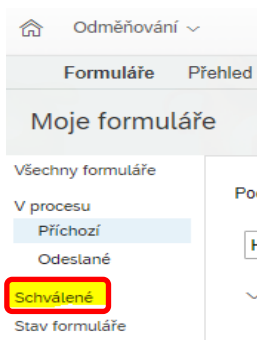 Odměňování
Formuláře Přehled
Moje formuláře
Všechny formuláře
V procesu
Příchozí
Odeslané
Schválené
Stav formuláře